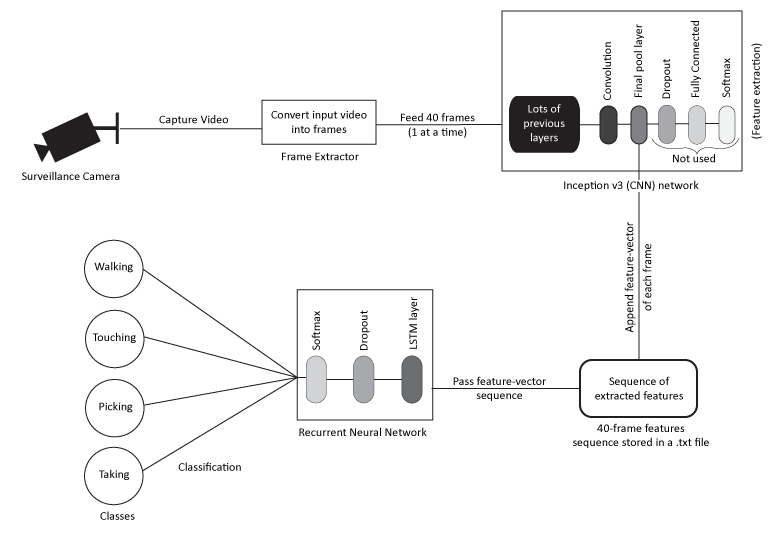 Surveillance Camera
Capture Video
Convert input video
into frames
Frame Extractor
Feed 40 frames
(1 at a time)
Lots of
previous
layers
Convolution
Final pool layer
Dropout
Fully Connected
Softmax
Not used
(Feature extraction)
Inception v3 (CNN) network
Append feature-vector
of each frame
Sequence of
extracted features
40-frame features
sequence stored in a .txt file
Pass feature-vector
sequence
LSTM layer
Dropout
Softmax
Recurrent Neural Network
Classification
Walking
Touching
Picking
Taking
Classes